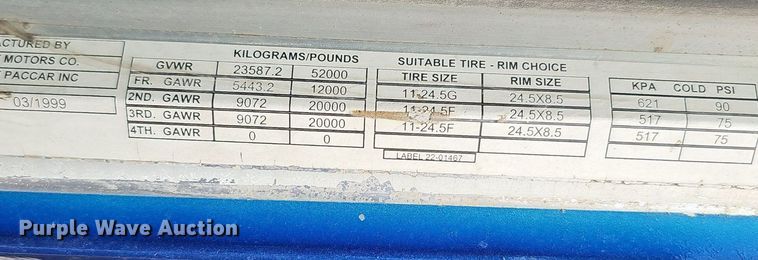 ACTURED BY
MOTORS CO.
PACCAR INC
03/1999
KILOGRAMS/POUNDS
GVWR 23587.2 52000
FR. GAWR 5443.2 12000
2ND. GAWR 9072 20000
3RD. GAWR 9072 20000
4TH. GAWR 0 0
SUITABLE TIRE - RIM CHOICE
TIRE SIZE RIM SIZE
11-24.5G 24.5X8.5
11-24.5F 24.5X8.5
11-24.5F 24.5X8.5
LABEL 22-01467
KPA COLD PSI
621 90
517 75
517 75
Purple Wave Auction